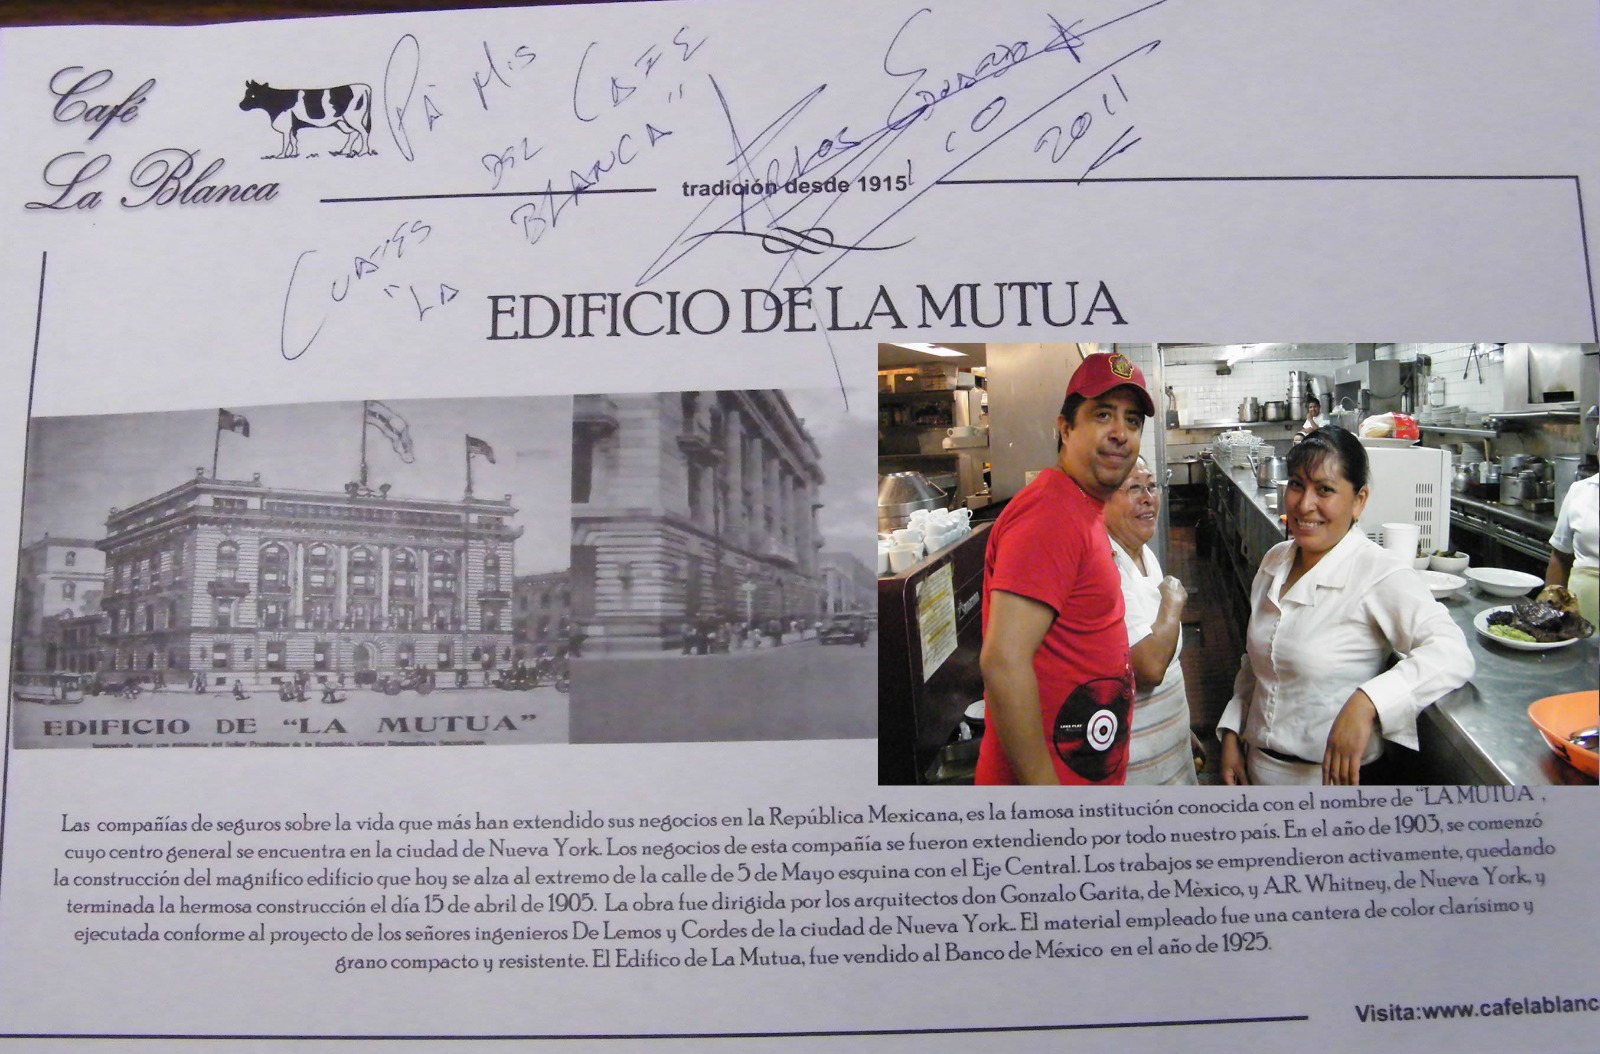 Café
La Blanca
PA MIS
CUATES DEL CAFE
"LA BLANCA"
2011
tradición desde 1915
EDIFICIO DE LA MUTUA
EDIFICIO DE "LA MUTUA"
LONG PLAY
Las compañías de seguros sobre la vida que más han extendido sus negocios en la República Mexicana, es la famosa institución conocida con el nombre de "LA MUTUA",
cuyo centro general se encuentra en la ciudad de Nueva York. Los negocios de esta compañía se fueron extendiendo por todo nuestro país. En el año de 1903, se comenzó
la construcción del magnifico edificio que hoy se alza al extremo de la calle de 5 de Mayo esquina con el Eje Central. Los trabajos se emprendieron activamente, quedando
terminada la hermosa construcción el día 15 de abril de 1905. La obra fue dirigida por los arquitectos don Gonzalo Garita, de Mèxico, y A.R. Whitney, de Nueva York, y
ejecutada conforme al proyecto de los señores ingenieros De Lemos y Cordes de la ciudad de Nueva York.. El material empleado fue una cantera de color clarísimo y
grano compacto y resistente. El Edifico de La Mutua, fue vendido al Banco de México en el año de 1925.
Visita:www.cafelablanc